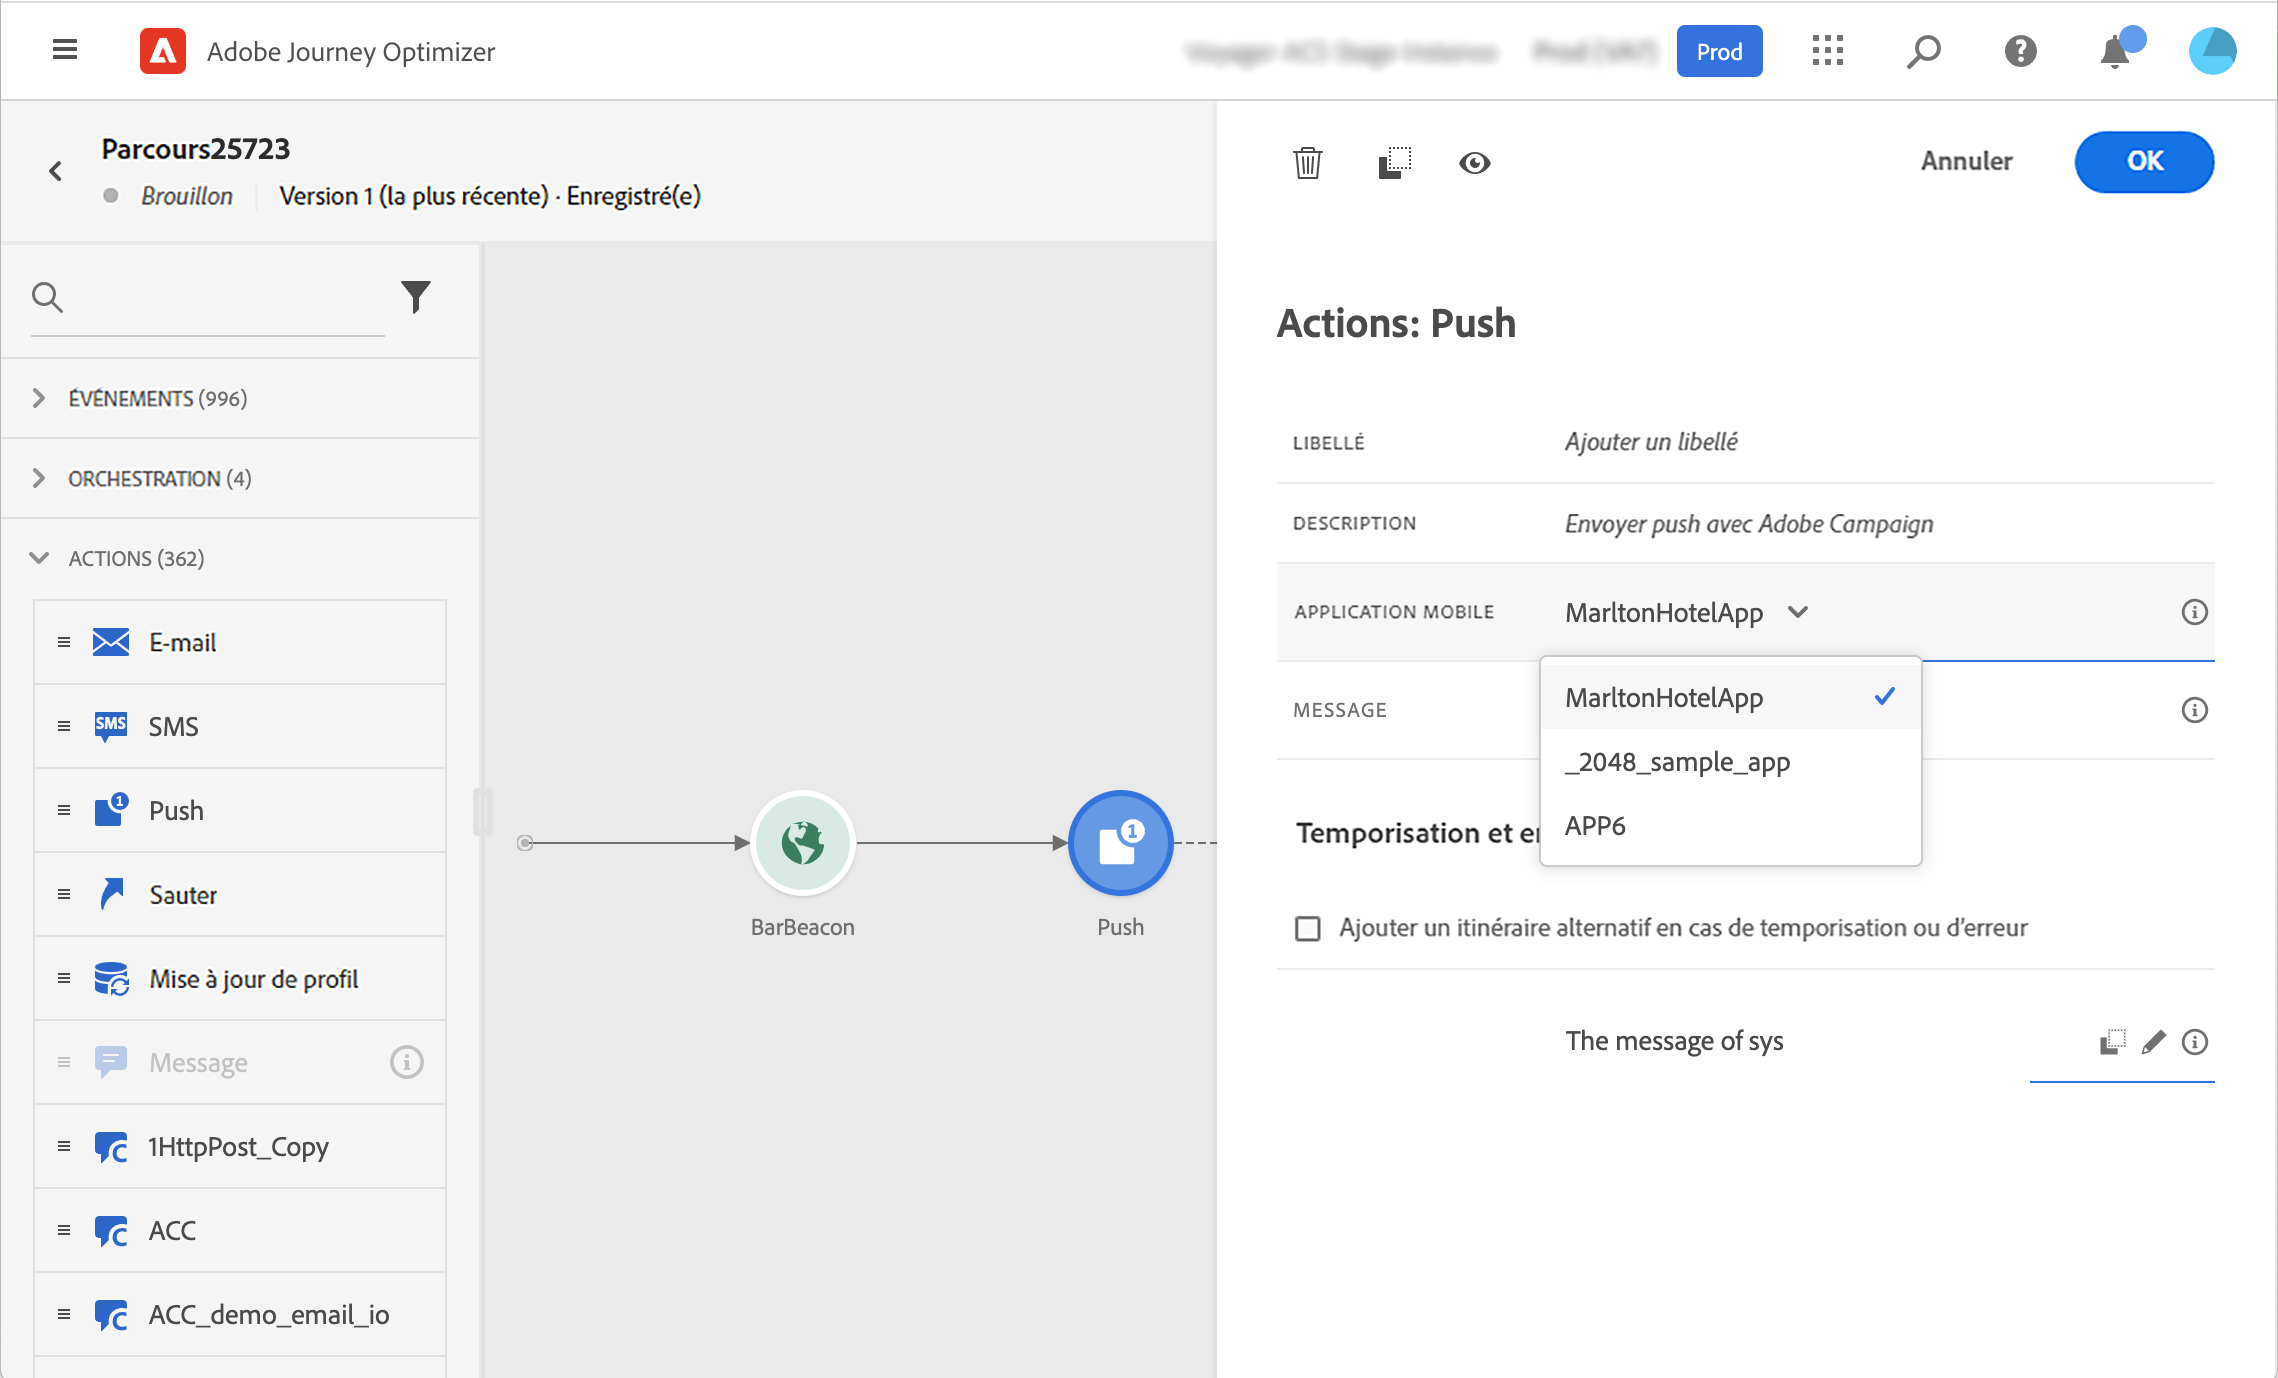 Adobe Journey Optimizer
Prod
Parcours25723
Brouillon
Version 1 (la plus récente) · Enregistré(e)
Annuler
OK
ÉVÉNEMENTS (996)
ORCHESTRATION (4)
ACTIONS (362)
E-mail
SMS
SMS
1
Push
Sauter
Mise à jour de profil
Message
1HttpPost_Copy
ACC
ACC_demo_email_io
BarBeacon
1
Push
Actions: Push
LIBELLÉ
Ajouter un libellé
DESCRIPTION
Envoyer push avec Adobe Campaign
APPLICATION MOBILE
MarltonHotelApp
MarltonHotelApp
_2048_sample_app
APP6
MESSAGE
Temporisation et
Ajouter un itinéraire alternatif en cas de temporisation ou d'erreur
The message of sys